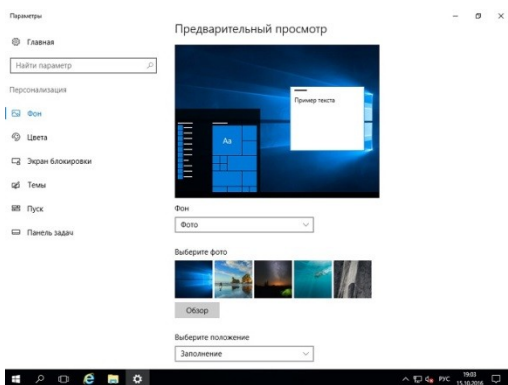 Параметры
Главная
Найти параметр
Персонализация
Фон
Цвета
Экран блокировки
Темы
Пуск
Панель задач
Предварительный просмотр
Пример текста
Aa
Фон
Фото
Выберите фото
Обзор
Выберите положение
Заполнение
РУС
19:03
15.10.2016